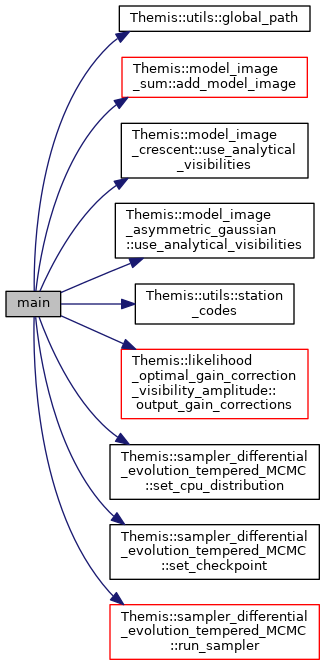 Themis::utils::global_path
Themis::model_image
_sum::add_model_image
Themis::model_image
_crescent::use_analytical
_visibilities
Themis::model_image
_asymmetric_gaussian
::use_analytical_visibilities
main
Themis::utils::station
_codes
Themis::likelihood
_optimal_gain_correction
_visibility_amplitude::
output_gain_corrections
Themis::sampler_differential
_evolution_tempered_MCMC
::set_cpu_distribution
Themis::sampler_differential
_evolution_tempered_MCMC
::set_checkpoint
Themis::sampler_differential
_evolution_tempered_MCMC
::run_sampler